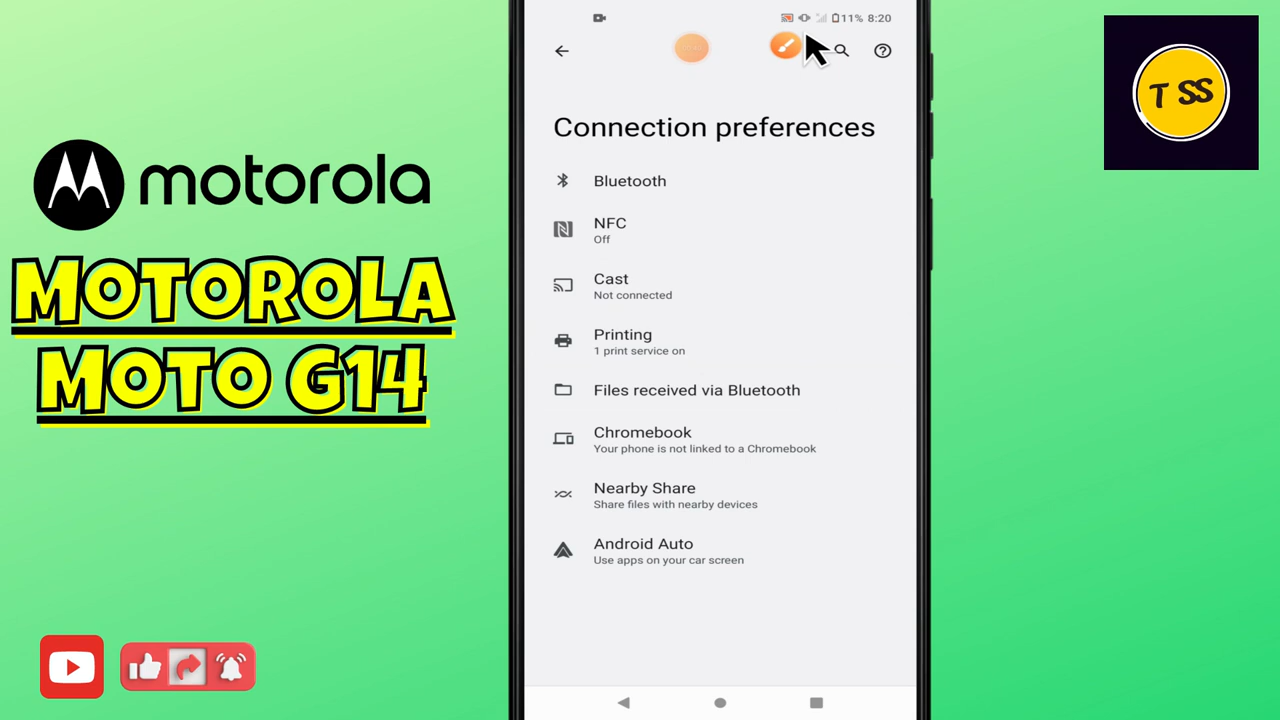 motorola
MOTOROLA
MOTO G14
11% 8:20
Connection preferences
Bluetooth
NFC
Off
Cast
Not connected
Printing
1 print service on
Files received via Bluetooth
Chromebook
Your phone is not linked to a Chromebook
Nearby Share
Share files with nearby devices
Android Auto
Use apps on your car screen
T SS